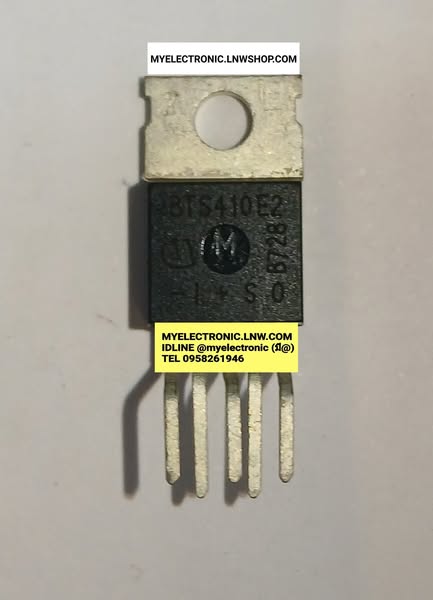 MYELECTRONIC.LNWSHOP.COM
BTS410E2
M
B728
- I + S O
MYELECTRONIC.LNW.COM
IDLINE @myelectronic (มี@)
TEL 0958261946